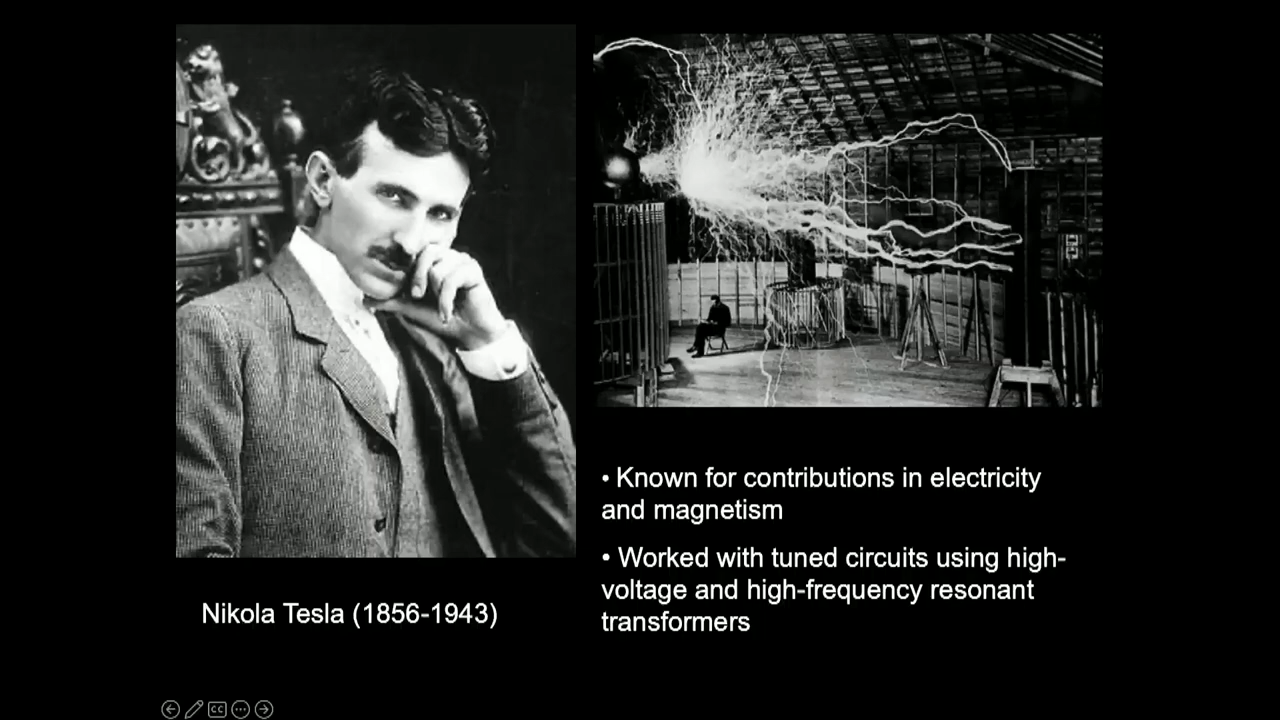 Nikola Tesla (1856-1943)
• Known for contributions in electricity
and magnetism
• Worked with tuned circuits using high-
voltage and high-frequency resonant
transformers
CC